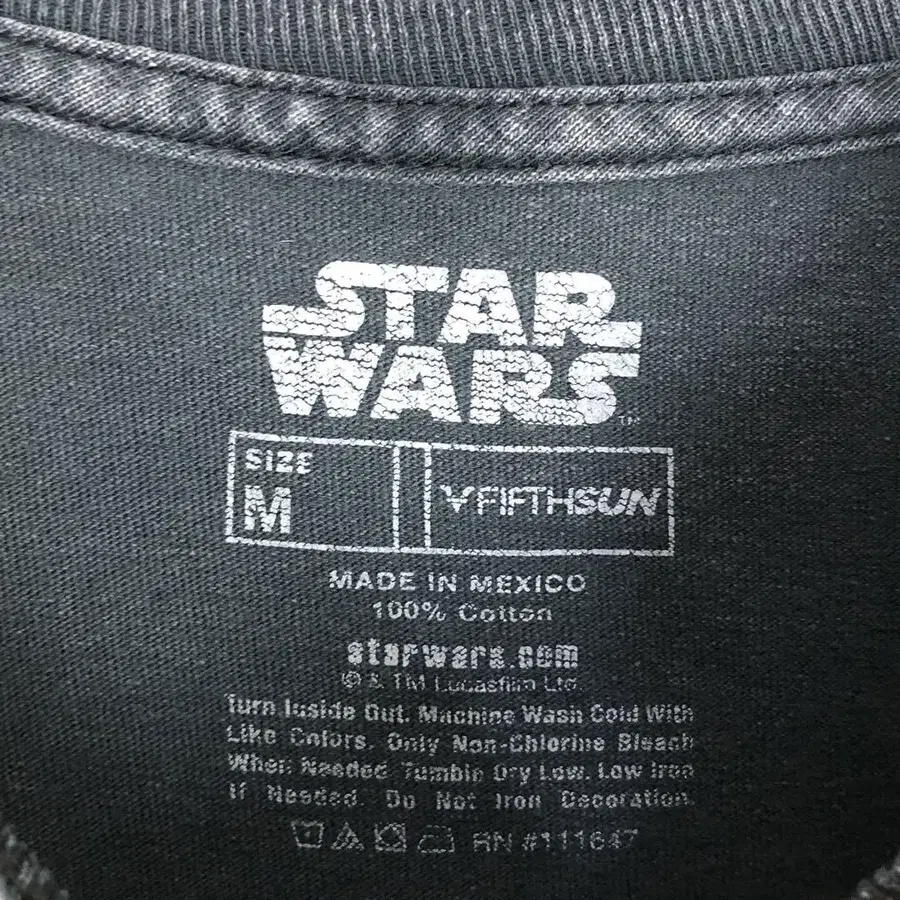 STAR
WARS
TM
SIZE
M
FIFTHSUN
MADE IN MEXICO
100% Cotton
starwars.com
© & TM Lucasfilm Ltd.
Turn Inside Out. Machine Wash Cold With
Like Colors. Only Non-Chlorine Bleach
When Needed. Tumble Dry Low. Low Iron
If Needed. Do Not Iron Decoration.
RN #111647